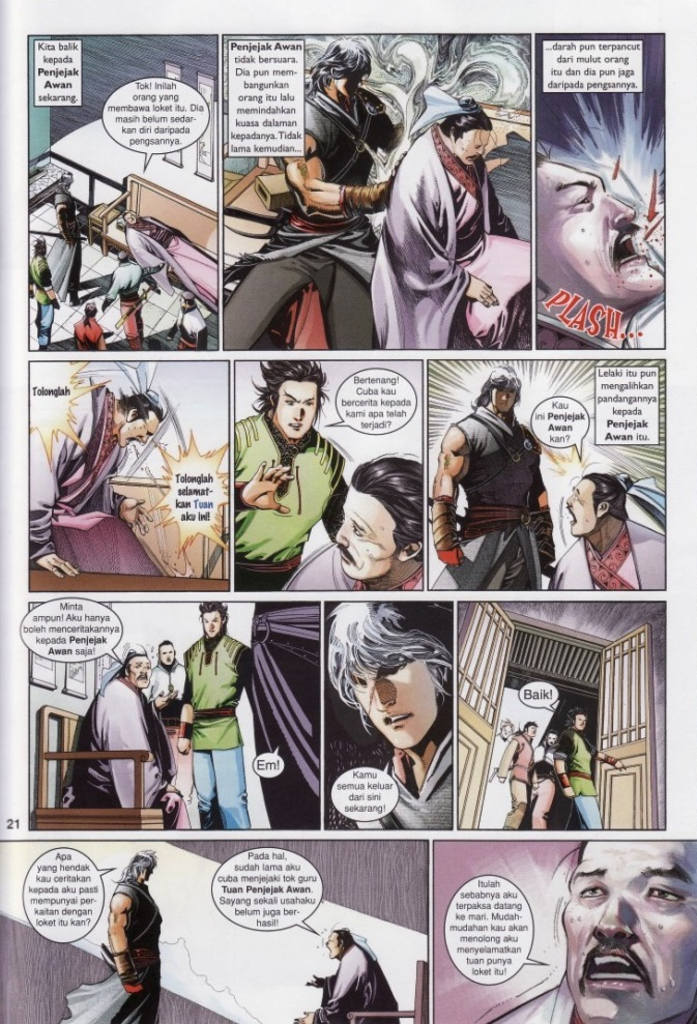 Kita balik
kepada
Penjejak
Awan
sekarang.
Tok! Inilah
orang yang
membawa loket itu. Dia
masih belum sedar-
kan diri daripada
pengsannya.
Penjejak Awan
tidak bersuara.
Dia pun mem-
bangunkan
orang itu lalu
memindahkan
kuasa dalaman
kepadanya. Tidak
lama kemudian...
...darah pun terpancut
dari mulut orang
itu dan dia pun jaga
daripada pengsannya.
PLASH...
Tolonglah
Tolonglah
selamat-
kan Tuan
aku ini!
Bertenang!
Cuba kau
bercerita kepada
kami apa telah
terjadi?
Kau
ini Penjejak
Awan
kan?
Lelaki itu pun
mengalihkan
pandangannya
kepada
Penjejak
Awan itu.
Minta
ampun! Aku hanya
boleh menceritakannya
kepada Penjejak
Awan saja!
Em!
Kamu
semua keluar
dari sini
sekarang!
Baik!
21
Apa
yang hendak
kau ceritakan
kepada aku pasti
mempunyai per-
kaitan dengan
loket itu kan?
Pada hal,
sudah lama aku
cuba menjejaki tok guru
Tuan Penjejak Awan.
Sayang sekali usahaku
belum juga ber-
hasil!
Itulah
sebabnya aku
terpaksa datang
ke mari. Mudah-
mudahan kau akan
menolong aku
menyelamatkan
tuan punya
loket itu!